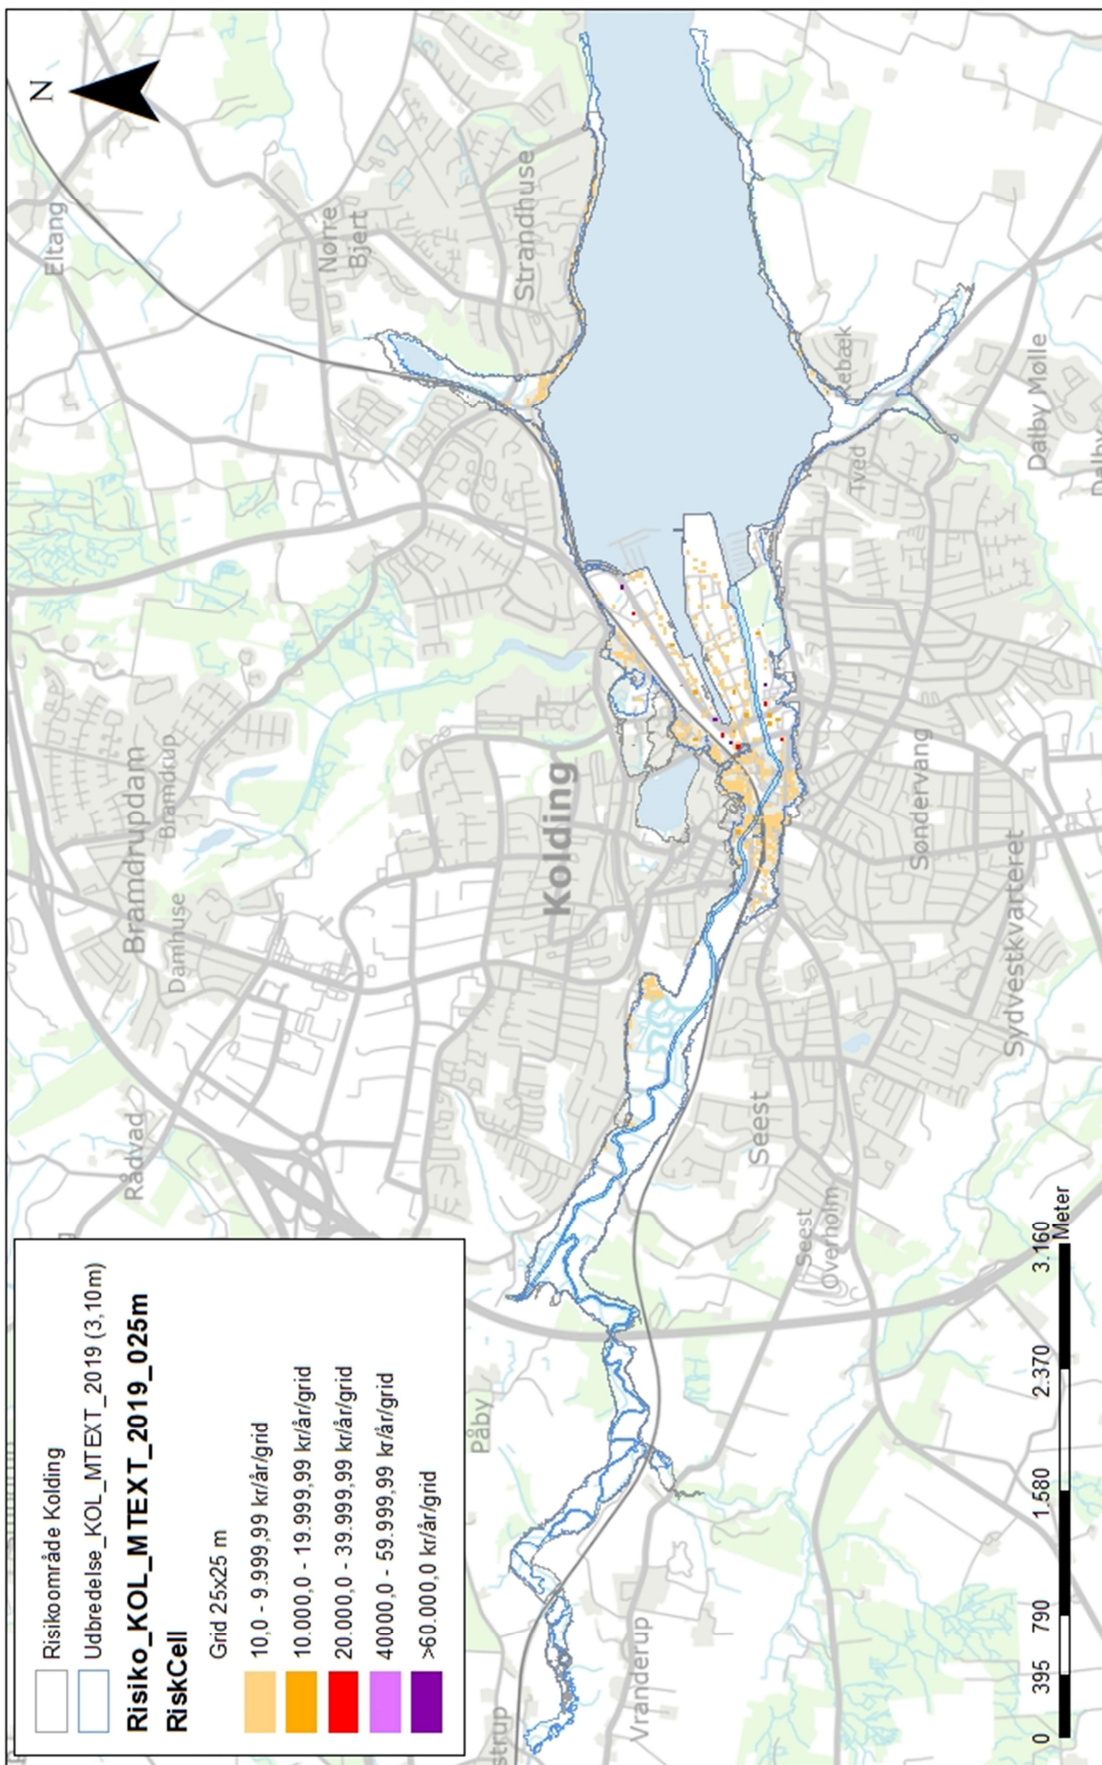 N
Eltang
Nørre
Bjert
Strandhuse
Bramdrupdam
Bramdrup
Damhuse
Rådvad
Kolding
Rebæk
Tved
Dalby Mølle
Dalby
Søndervang
Sydvestkvarteret
Seest
Seest
Overholm
Påby
Vranderup
strup
Risikoområde Kolding
Udbredelse_KOL_MTEXT_2019 (3,10m)
Risiko_KOL_MTEXT_2019_025m
RiskCell
Grid 25x25 m
10,0 - 9.999,99 kr/år/grid
10.000,0 - 19.999,99 kr/år/grid
20.000,0 - 39.999,99 kr/år/grid
40000,0 - 59.999,99 kr/år/grid
>60.000,0 kr/år/grid
0 395 790 1.580 2.370 3.160
Meter